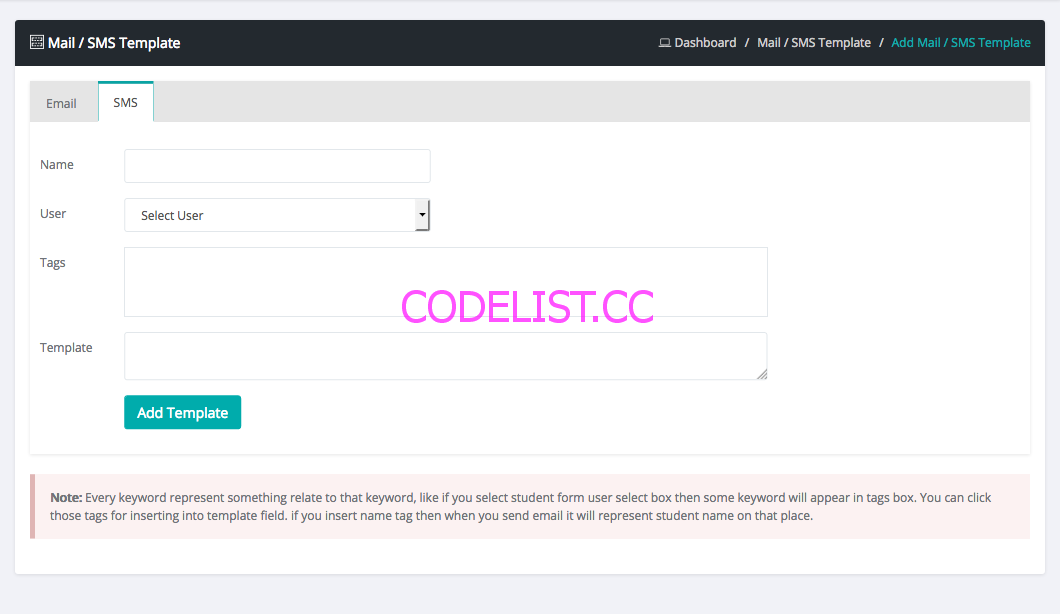 Mail / SMS Template
Dashboard / Mail / SMS Template / Add Mail / SMS Template
Email
SMS
Name
User
Select User
Tags
CODELIST.CC
Template
Add Template
Note: Every keyword represent something relate to that keyword, like if you select student form user select box then some keyword will appear in tags box. You can click
those tags for inserting into template field. if you insert name tag then when you send email it will represent student name on that place.